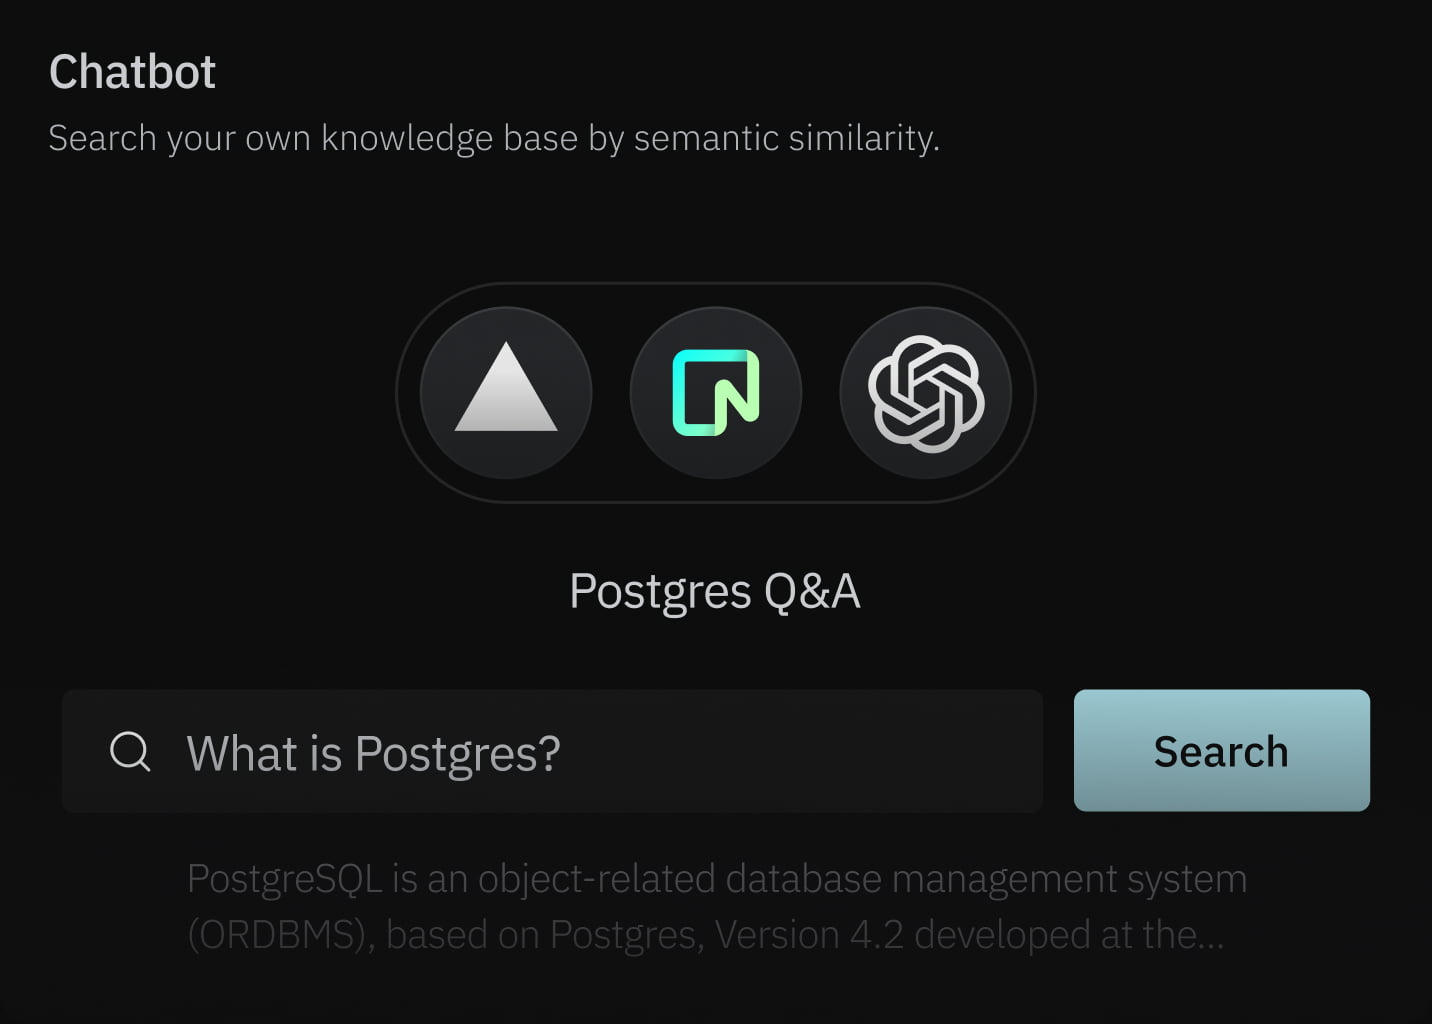 Chatbot
Search your own knowledge base by semantic similarity.
Postgres Q&A
What is Postgres?
Search
PostgreSQL is an object-related database management system
(ORDBMS), based on Postgres, Version 4.2 developed at the...